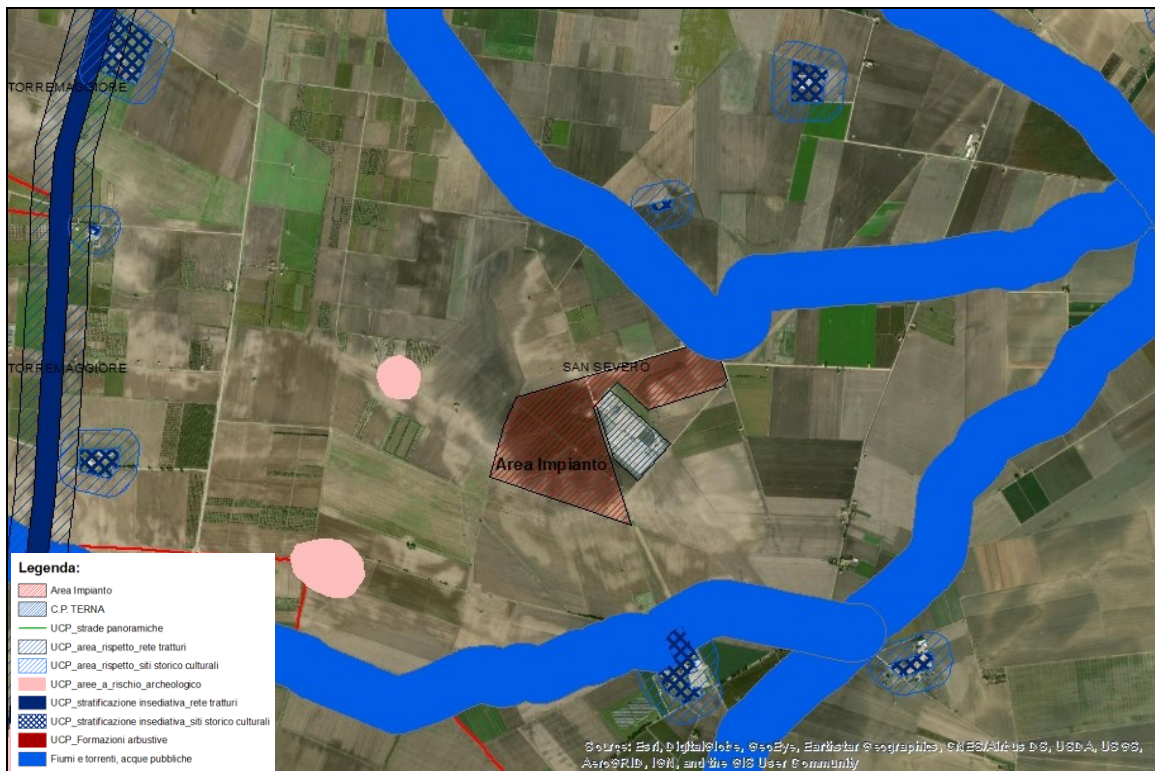 TORREMAGGIORE
SAN SEVERO
TORREMAGGIORE
Area Impianto
Legenda:
Area Impianto
C.P. TERNA
UCP_strade panoramiche
UCP_area_rispetto_rete tratturi
UCP_area_rispetto_siti storico culturali
UCP_aree_a_rischio_archeologico
UCP_stratificazione insediativa_rete tratturi
UCP_stratificazione insediativa_siti storico culturali
UCP_Formazioni arbustive
Fiumi e torrenti, acque pubbliche
Source: Esri, DigitalGlobe, GeoEye, Earthstar Geographics, CNES/Airbus DS, USDA, USGS,
AeroGRID, IGN, and the GIS User Community